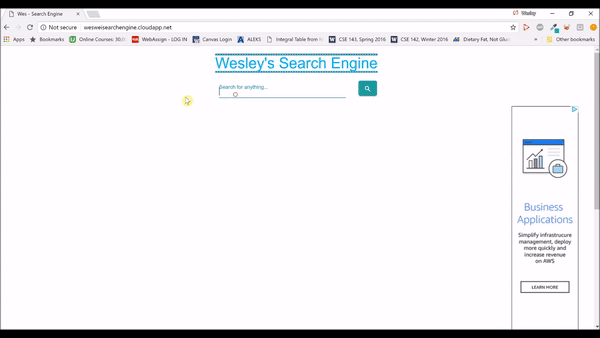 Wes - Search Engine
Wesley
Not secure | wesweisearchengine.cloudapp.net
Apps Bookmarks Online Courses: 30,0 WebAssign - LOG IN Canvas Login ALEKS Integral Table from h CSE 143, Spring 2016 CSE 142, Winter 2016 Dietary Fat, Not Glu » Other bookmarks
Wesley's Search Engine
Search for anything...
Business
Applications
Simplify infrastrucure
management, deploy
more quickly and
increase revenue
on AWS
LEARN MORE